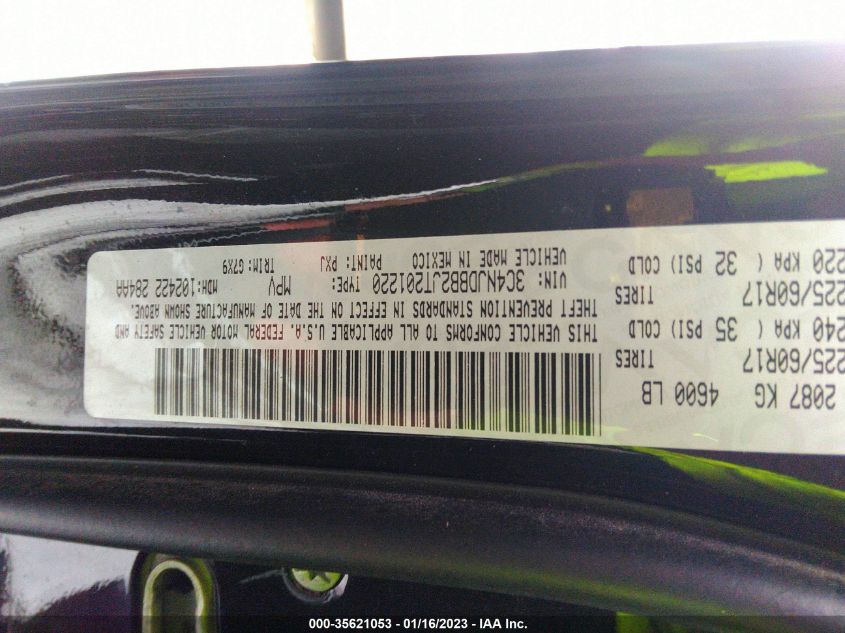 2087 KG 4600 LB
225/60R17 TIRES
240 KPA ( 35 PSI) COLD
225/60R17 TIRES
220 KPA ( 32 PSI) COLD
THIS VEHICLE CONFORMS TO ALL APPLICABLE U.S.A. FEDERAL MOTOR VEHICLE SAFETY AND
THEFT PREVENTION STANDARDS IN EFFECT ON THE DATE OF MANUFACTURE SHOWN ABOVE.
VIN: 3C4NJDBB2JT201220 TYPE: MPV MDH:102422 284AA
VEHICLE MADE IN MEXICO PAINT: PXJ TRIM: G7X9
000-35621053 - 01/16/2023 - IAA Inc.